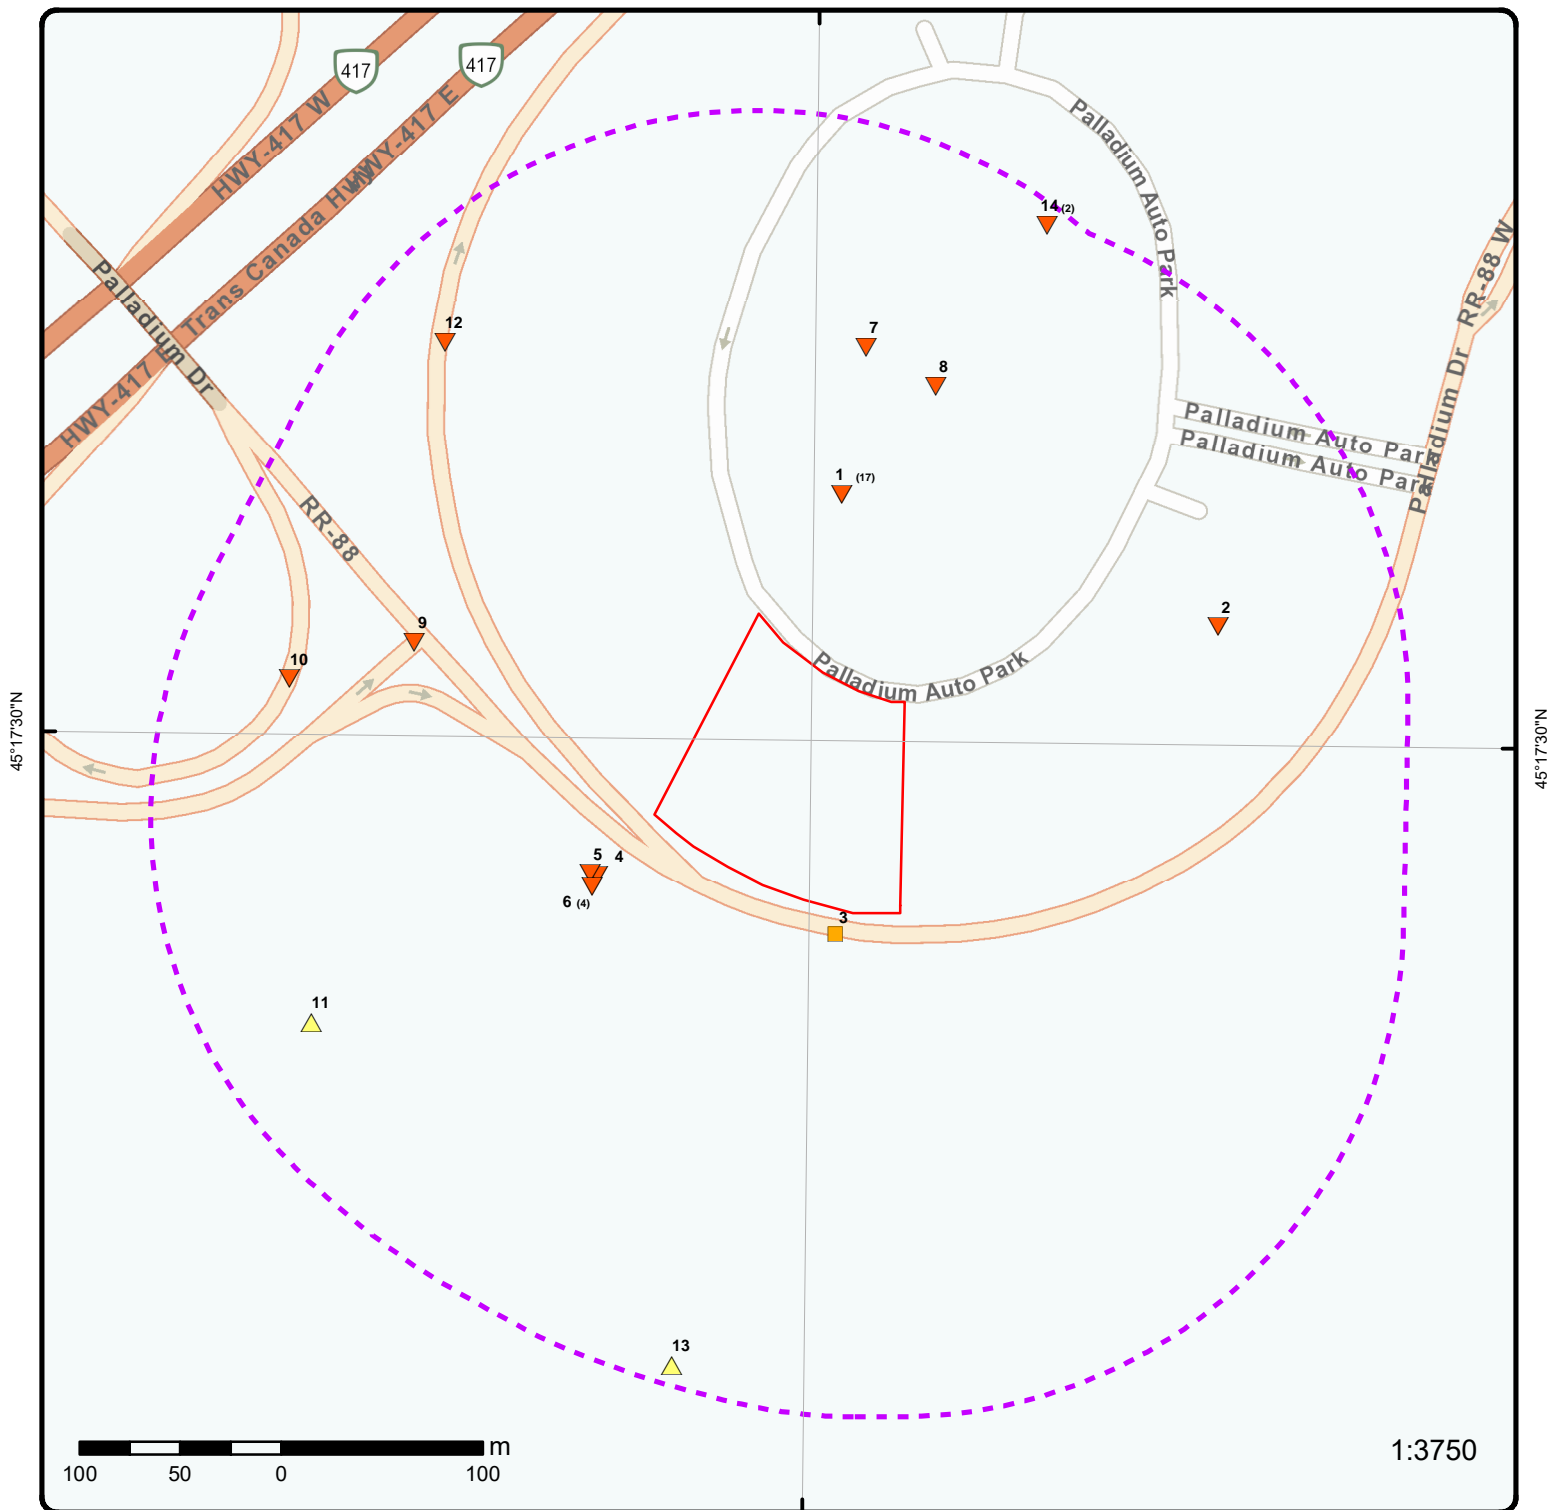 417
417
HWY-417 W
HWY-417 E
Trans Canada Hwy
HWY-417 E
Palladium Dr
RR-88
Palladium Auto Park
Palladium Auto Park
Palladium Auto Park
Palladium Auto Park
Palladium Dr
RR-88 W
14 (2)
12
7
8
1 (17)
2
9
10
5
4
6 (4)
3
11
13
45°17'30"N
45°17'30"N
100 50 0 100
m
1:3750